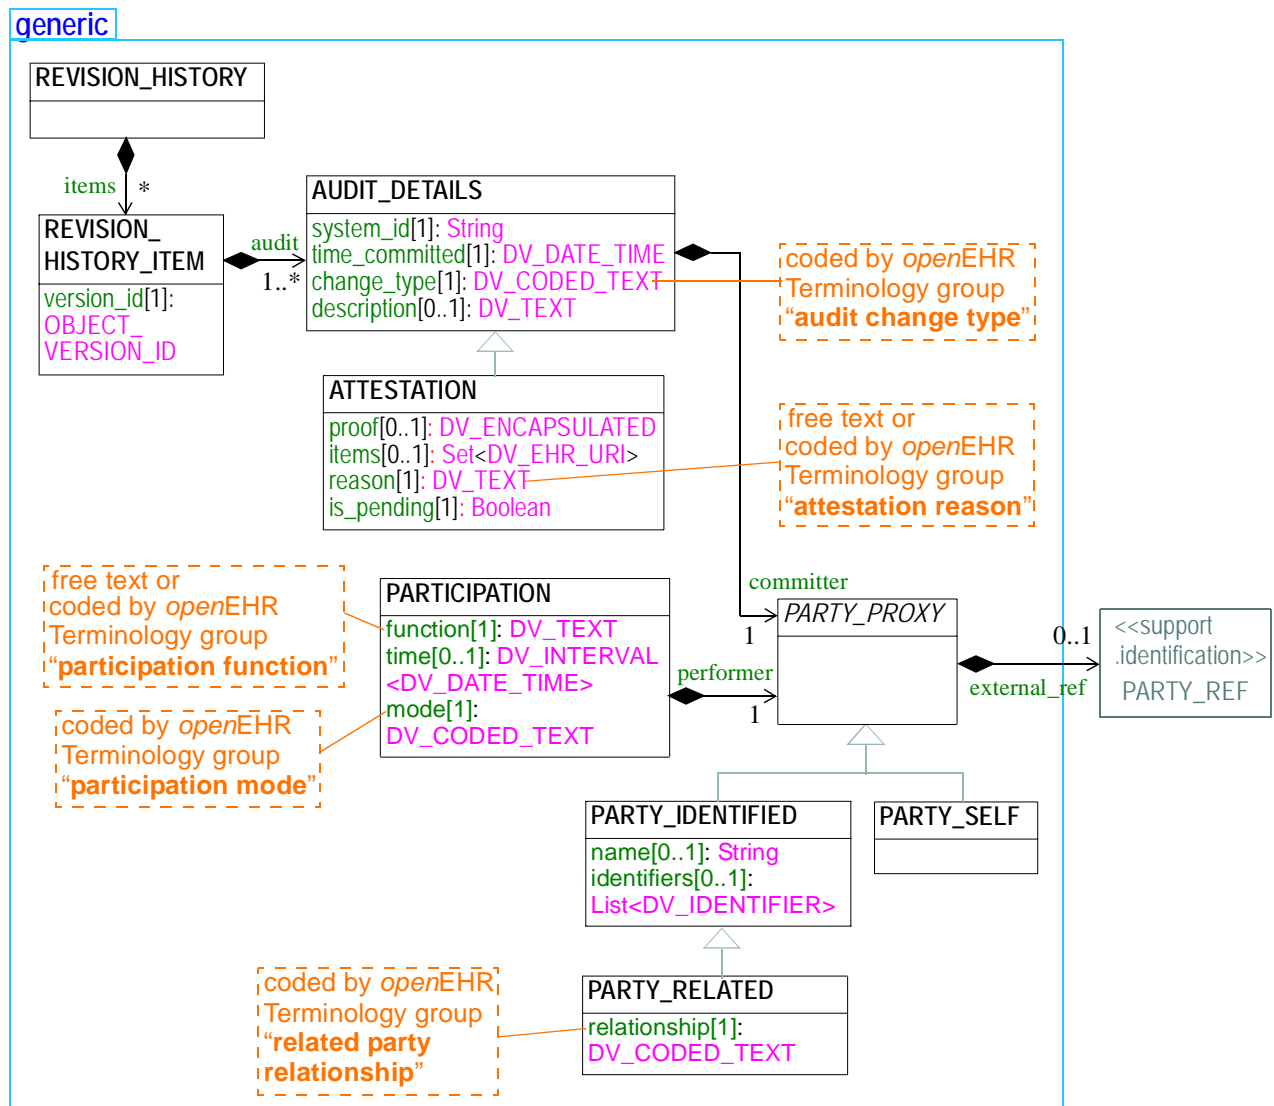 generic
REVISION_HISTORY
items
*
REVISION_
HISTORY_ITEM
version_id[1]:
OBJECT_
VERSION_ID
audit
1..*
AUDIT_DETAILS
system_id[1]: String
time_committed[1]: DV_DATE_TIME
change_type[1]: DV_CODED_TEXT
description[0..1]: DV_TEXT
coded by openEHR
Terminology group
“audit change type”
ATTESTATION
proof[0..1]: DV_ENCAPSULATED
items[0..1]: Set<DV_EHR_URI>
reason[1]: DV_TEXT
is_pending[1]: Boolean
free text or
coded by openEHR
Terminology group
“attestation reason”
free text or
coded by openEHR
Terminology group
“participation function”
coded by openEHR
Terminology group
“participation mode”
PARTICIPATION
function[1]: DV_TEXT
time[0..1]: DV_INTERVAL
<DV_DATE_TIME>
mode[1]:
DV_CODED_TEXT
performer
1
committer
1
PARTY_PROXY
0..1
external_ref
<<support
.identification>>
PARTY_REF
PARTY_IDENTIFIED
name[0..1]: String
identifiers[0..1]:
List<DV_IDENTIFIER>
PARTY_SELF
coded by openEHR
Terminology group
“related party
relationship”
PARTY_RELATED
relationship[1]:
DV_CODED_TEXT